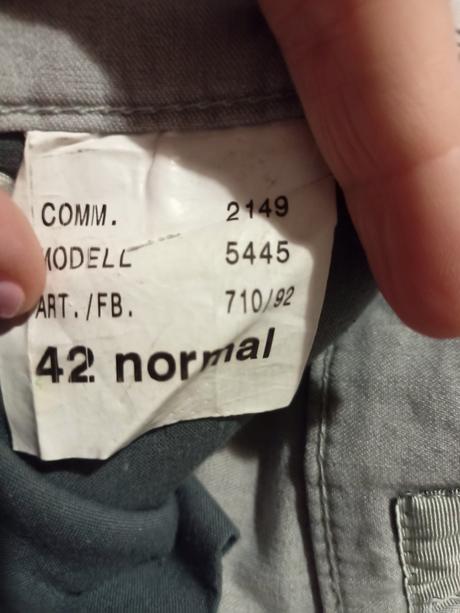 COMM. 2149
MODELL 5445
ART./FB. 710/92
42 normal